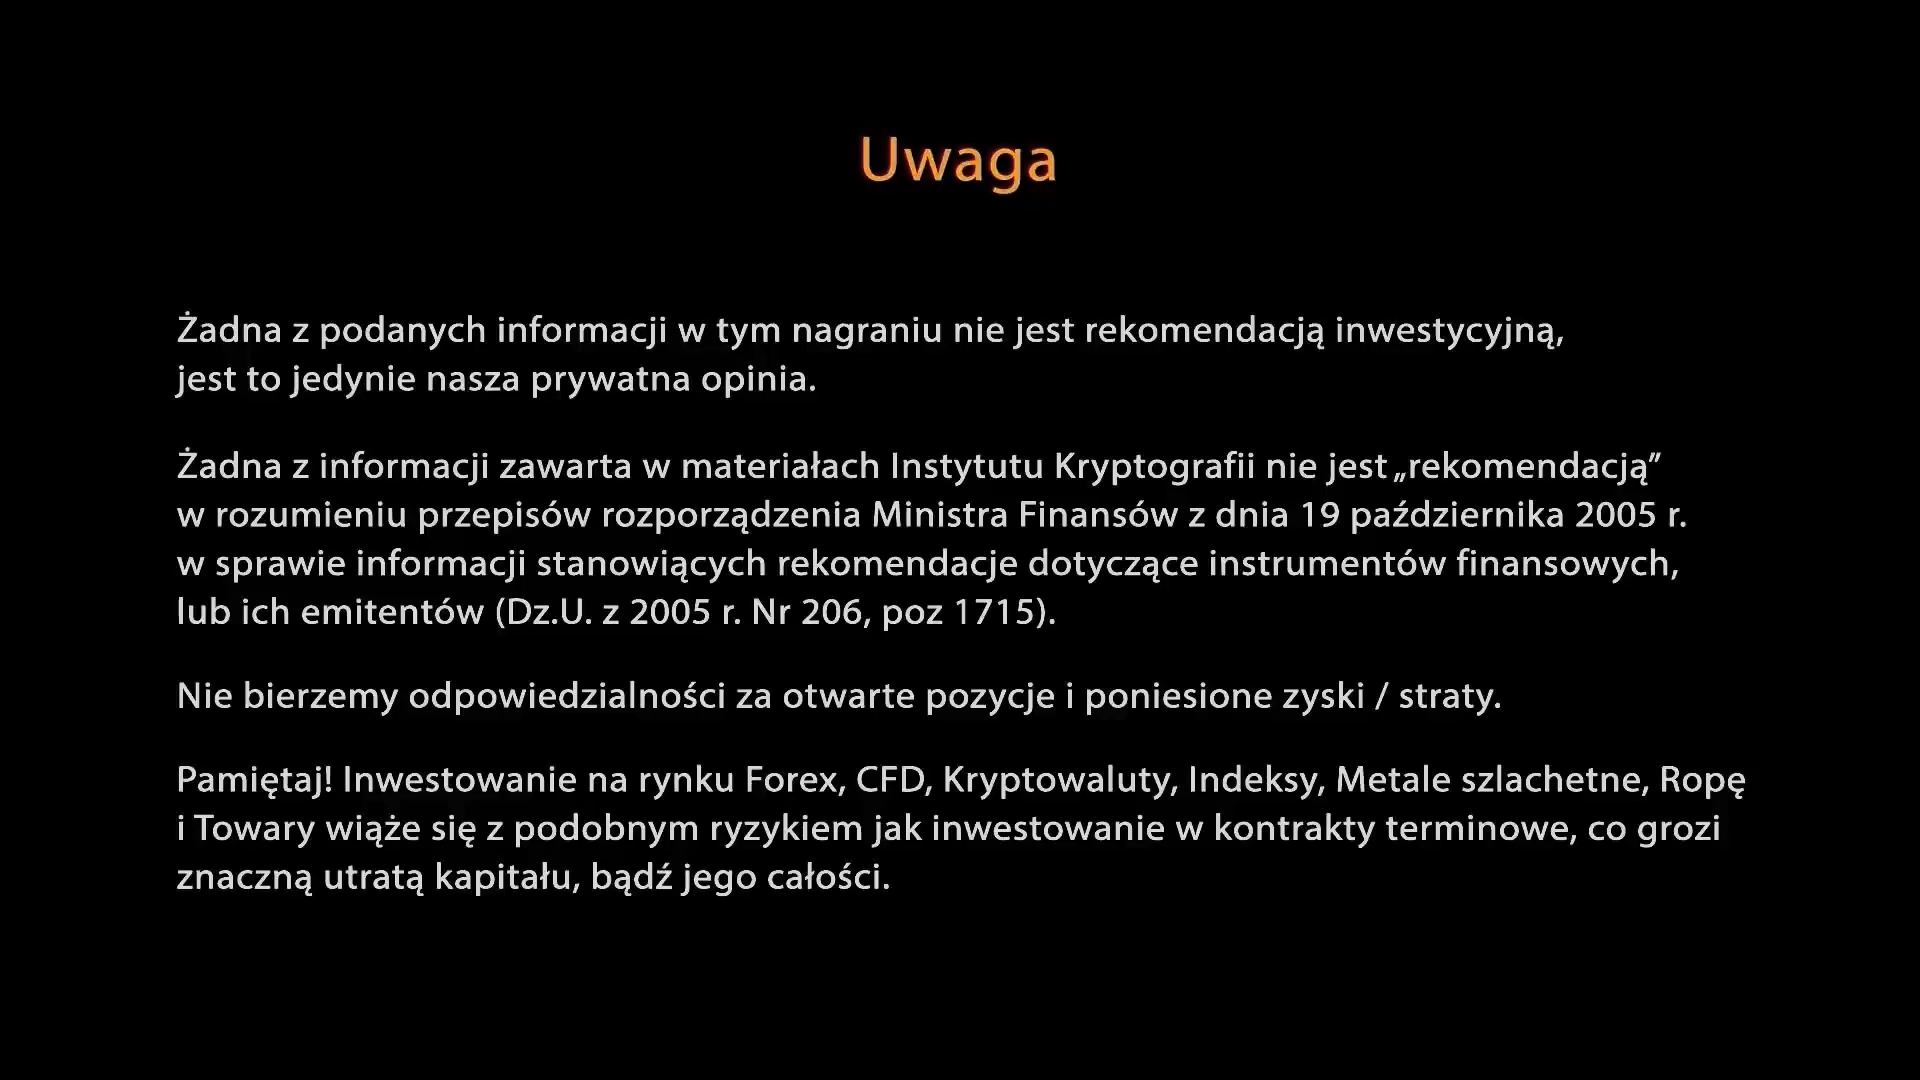 Uwaga
Żadna z podanych informacji w tym nagraniu nie jest rekomendacją inwestycyjną,
jest to jedynie nasza prywatna opinia.
Żadna z informacji zawarta w materiałach Instytutu Kryptografii nie jest „rekomendacją”
w rozumieniu przepisów rozporządzenia Ministra Finansów z dnia 19 października 2005 r.
w sprawie informacji stanowiących rekomendacje dotyczące instrumentów finansowych,
lub ich emitentów (Dz.U. z 2005 r. Nr 206, poz 1715).
Nie bierzemy odpowiedzialności za otwarte pozycje i poniesione zyski / straty.
Pamiętaj! Inwestowanie na rynku Forex, CFD, Kryptowaluty, Indeksy, Metale szlachetne, Ropę
i Towary wiąże się z podobnym ryzykiem jak inwestowanie w kontrakty terminowe, co grozi
znaczną utratą kapitału, bądź jego całości.